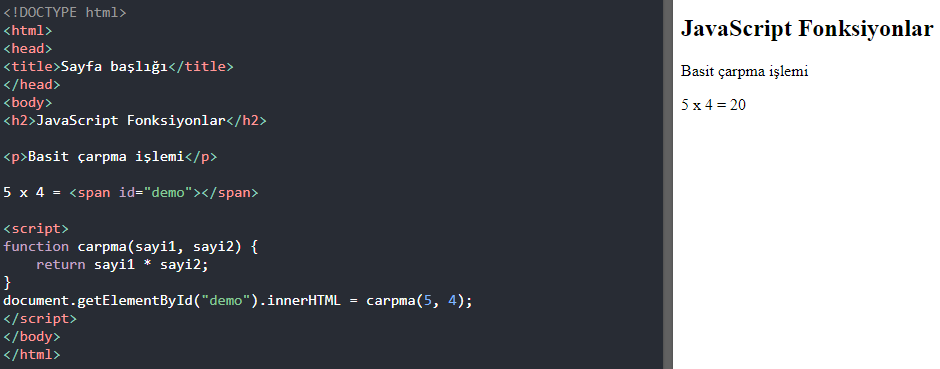 <!DOCTYPE html>
<html>
<head>
<title>Sayfa başlığı</title>
</head>
<body>
<h2>JavaScript Fonksiyonlar</h2>
<p>Basit çarpma işlemi</p>
5 x 4 = <span id="demo"></span>
<script>
function carpma(sayi1, sayi2) {
    return sayi1 * sayi2;
}
document.getElementById("demo").innerHTML = carpma(5, 4);
</script>
</body>
</html>
JavaScript Fonksiyonlar
Basit çarpma işlemi
5 x 4 = 20